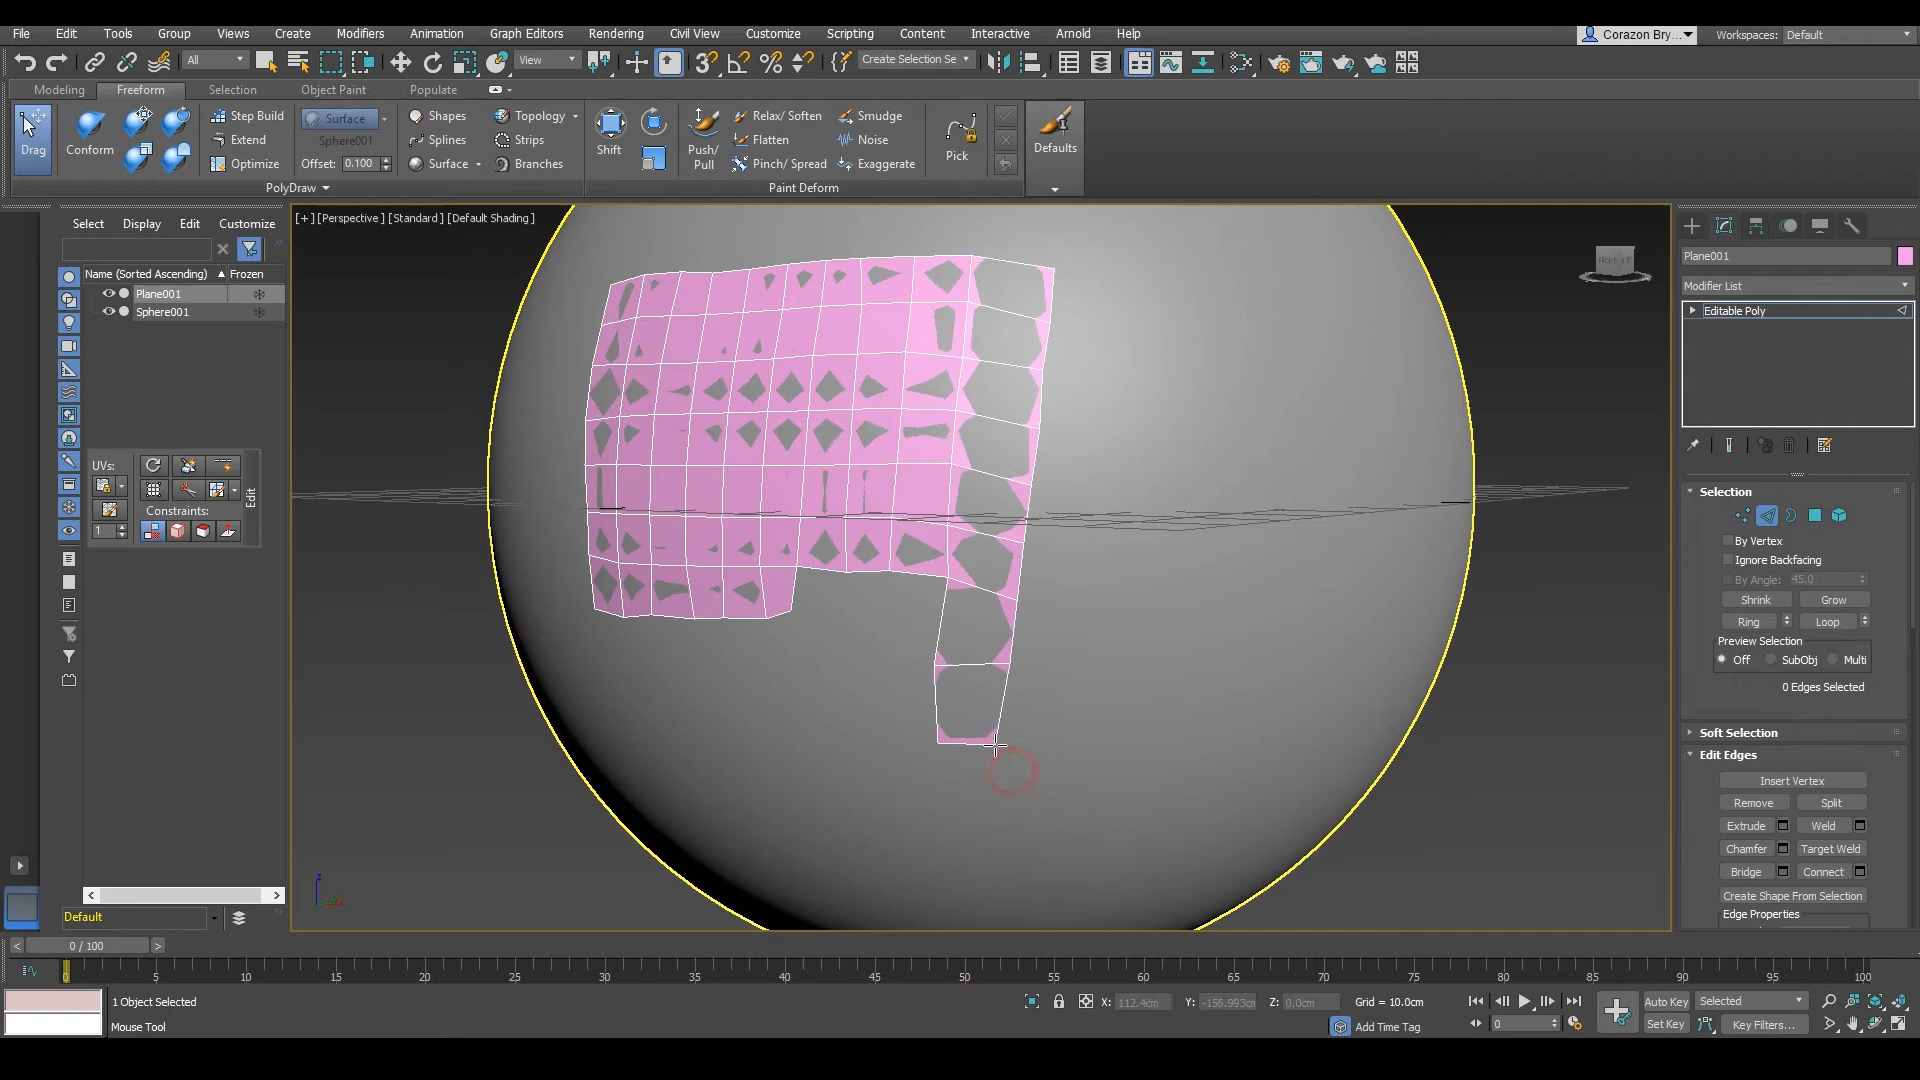 File Edit Tools Group Views Create Modifiers Animation Graph Editors Rendering Civil View Customize Scripting Content Interactive Arnold Help Corazon Bry... Workspaces: Default
All View Create Selection Se
Modeling Freeform Selection Object Paint Populate
Drag Conform Step Build Extend Optimize Surface Sphere001 Offset: 0.100 Shapes Splines Surface Topology Strips Branches Shift Push/ Pull Relax/ Soften Flatten Pinch/ Spread Smudge Noise Exaggerate Pick Defaults
PolyDraw Paint Deform
Select Display Edit Customize
[+] [Perspective] [Standard] [Default Shading]
Name (Sorted Ascending) Frozen
Plane001
Sphere001
UVs:
Edit
Constraints:
1
Default
FRONT
Z
Plane001
Modifier List
Editable Poly
Selection
By Vertex
Ignore Backfacing
By Angle: 45.0
Shrink Grow
Ring Loop
Preview Selection
Off SubObj Multi
0 Edges Selected
Soft Selection
Edit Edges
Insert Vertex
Remove Split
Extrude Weld
Chamfer Target Weld
Bridge Connect
Create Shape From Selection
Edge Properties
< 0 / 100 >
0 5 10 15 20 25 30 35 40 45 50 55 60 65 70 75 80 85 90 95 100
1 Object Selected X: 112.4cm Y: -156.993cm Z: 0.0cm Grid = 10.0cm Auto Key Selected
Mouse Tool Add Time Tag 0 Set Key Key Filters...